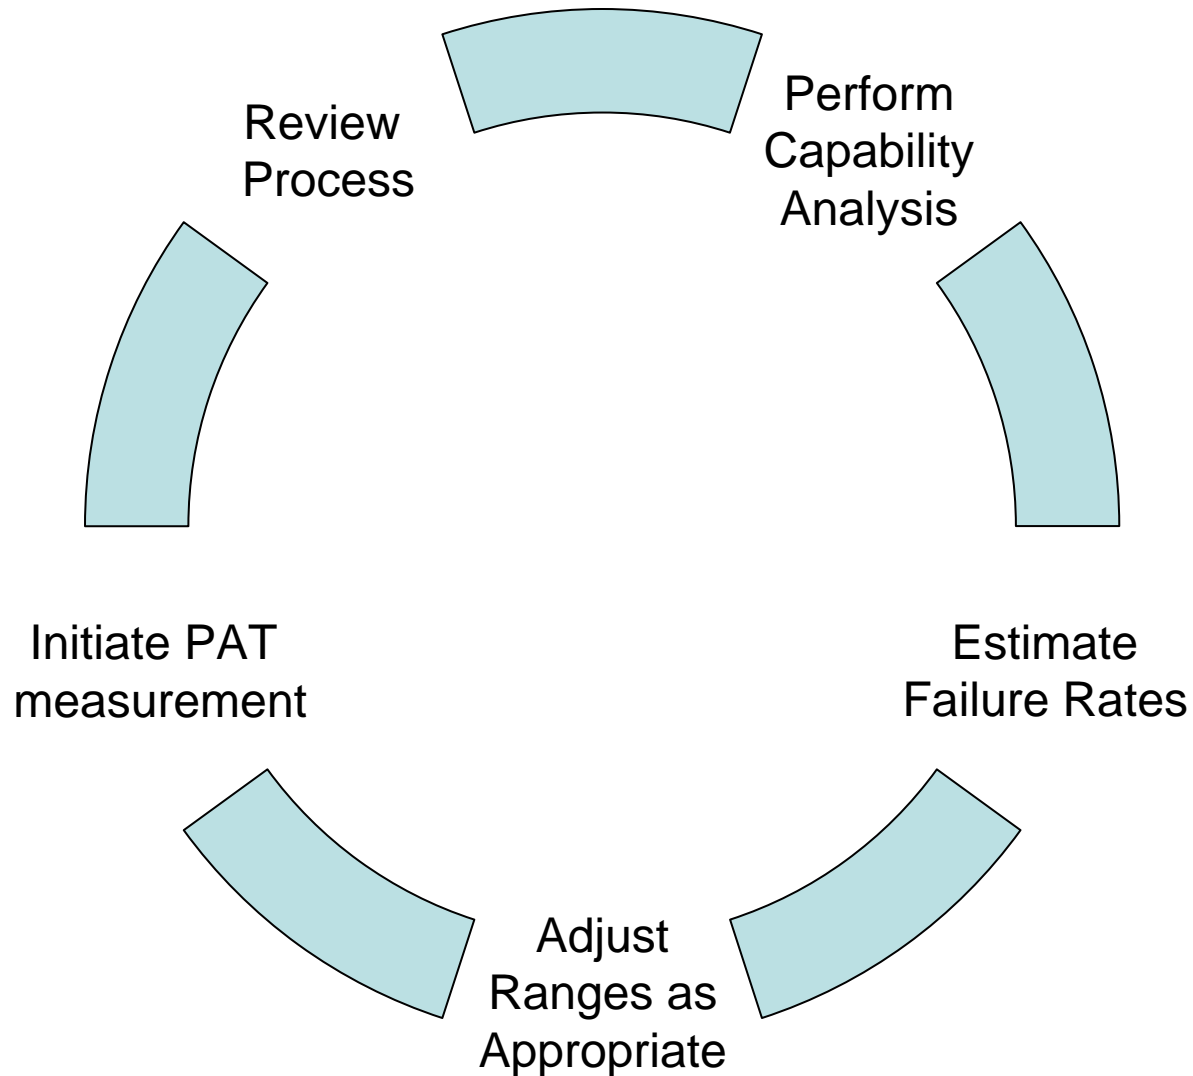 Review
Process
Perform
Capability
Analysis
Initiate PAT
measurement
Estimate
Failure Rates
Adjust
Ranges as
Appropriate